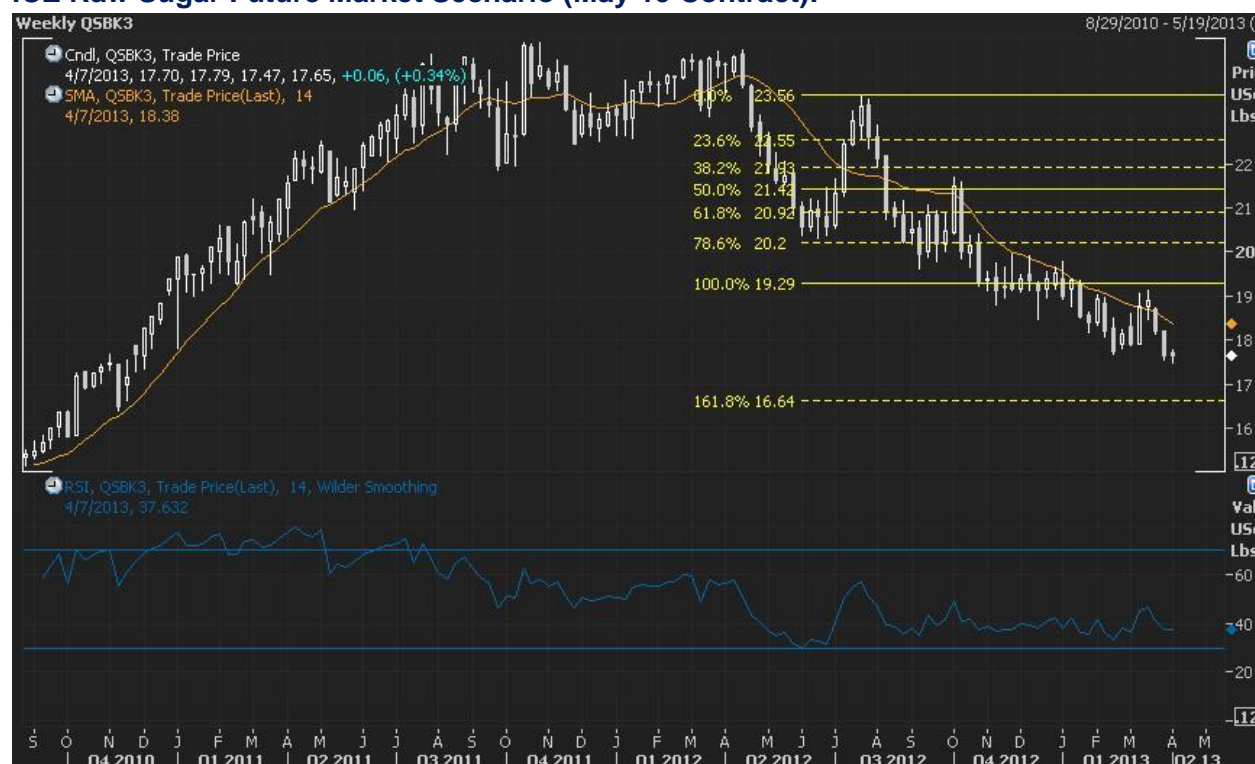 Weekly QSBK3
8/29/2010 - 5/19/2013
Cndl, QSBK3, Trade Price
4/7/2013, 17.70, 17.79, 17.47, 17.65, +0.06, (+0.34%)
SMA, QSBK3, Trade Price(Last), 14
4/7/2013, 18.38
Pri
USc
Lbs
0.0% 23.56
23.6% 22.55
38.2% 21.93
50.0% 21.42
61.8% 20.92
78.6% 20.2
100.0% 19.29
161.8% 16.64
22
21
20
19
18
17
16
.12
RSI, QSBK3, Trade Price(Last), 14, Wilder Smoothing
4/7/2013, 37.632
Val
USc
Lbs
60
40
20
.12
S O N D J F M A M J J A S O N D J F M A M J J A S O N D J F M A M
Q4 2010 Q1 2011 Q2 2011 Q3 2011 Q4 2011 Q1 2012 Q2 2012 Q3 2012 Q4 2012 Q1 2013 Q2 13